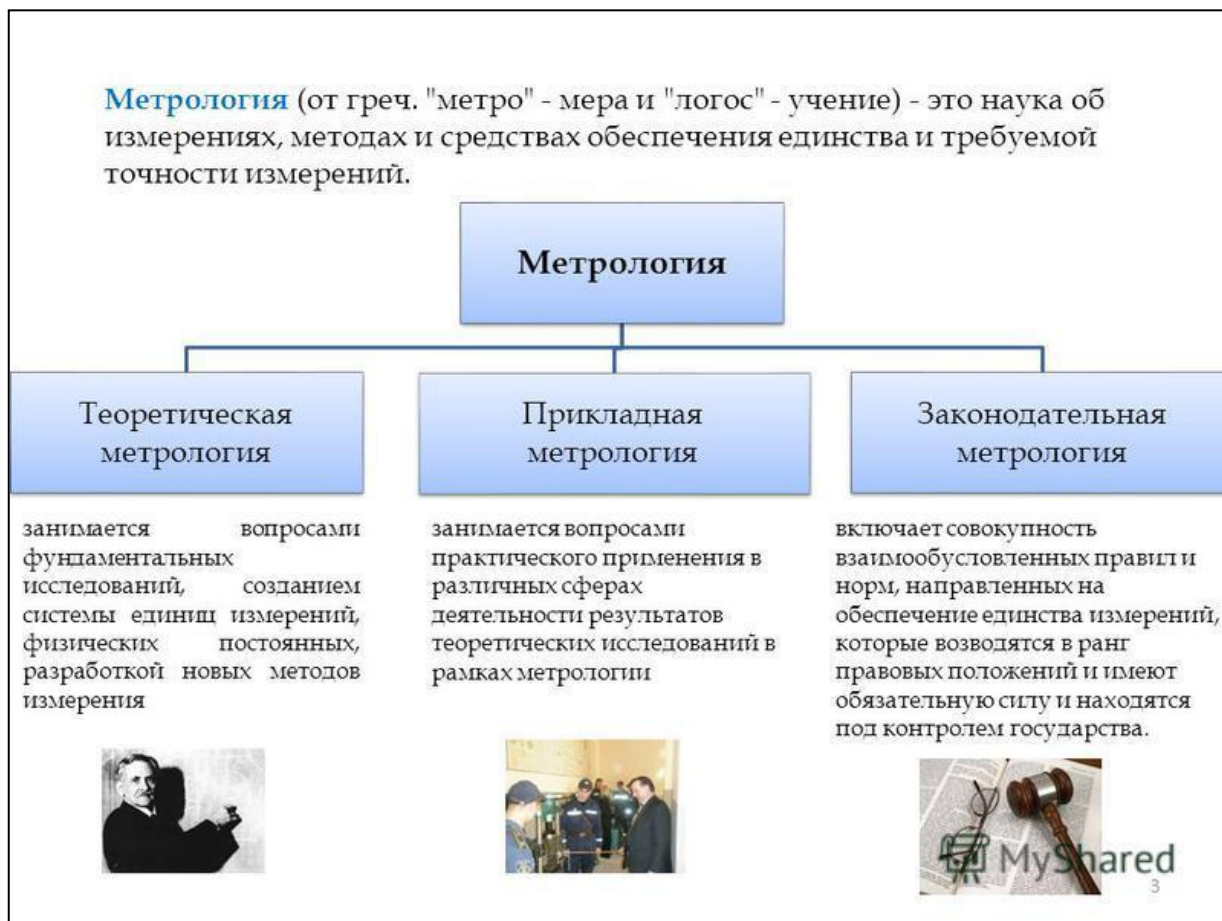 Метрология (от греч. "метро" - мера и "логос" - учение) - это наука об
измерениях, методах и средствах обеспечения единства и требуемой
точности измерений.
Метрология
Теоретическая
метрология
занимается вопросами
фундаментальных
исследований, созданием
системы единиц измерений,
физических постоянных,
разработкой новых методов
измерения
Прикладная
метрология
занимается вопросами
практического применения в
различных сферах
деятельности результатов
теоретических исследований в
рамках метрологии
Законодательная
метрология
включает совокупность
взаимообусловленных правил и
норм, направленных на
обеспечение единства измерений,
которые возводятся в ранг
правовых положений и имеют
обязательную силу и находятся
под контролем государства.
MyShared
3